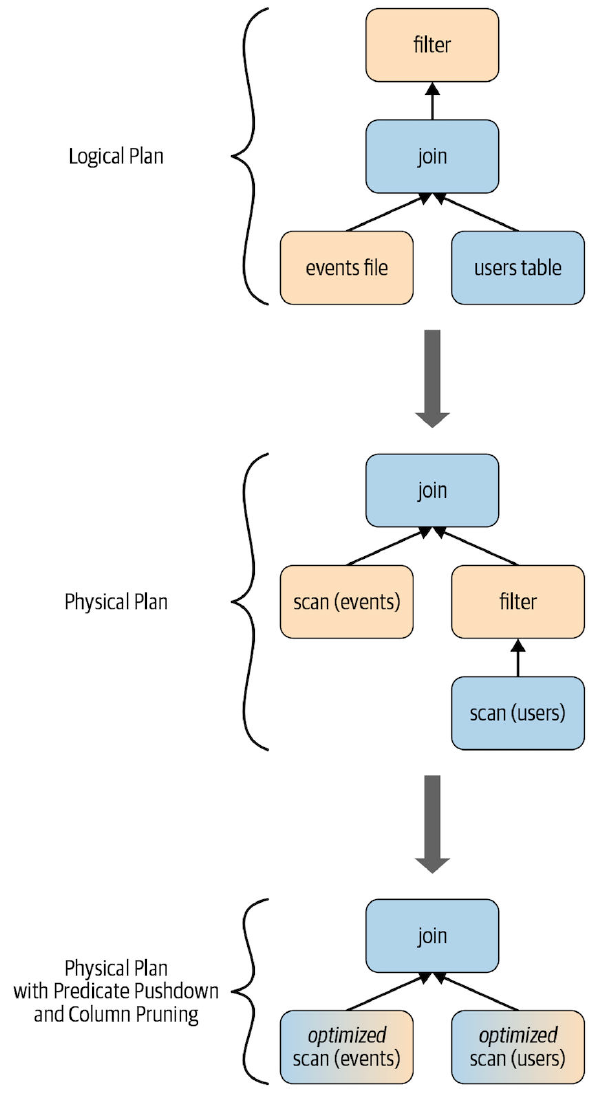 filter
Logical Plan
join
events file
users table
join
Physical Plan
scan (events)
filter
scan (users)
join
Physical Plan
with Predicate Pushdown
and Column Pruning
optimized
scan (events)
optimized
scan (users)